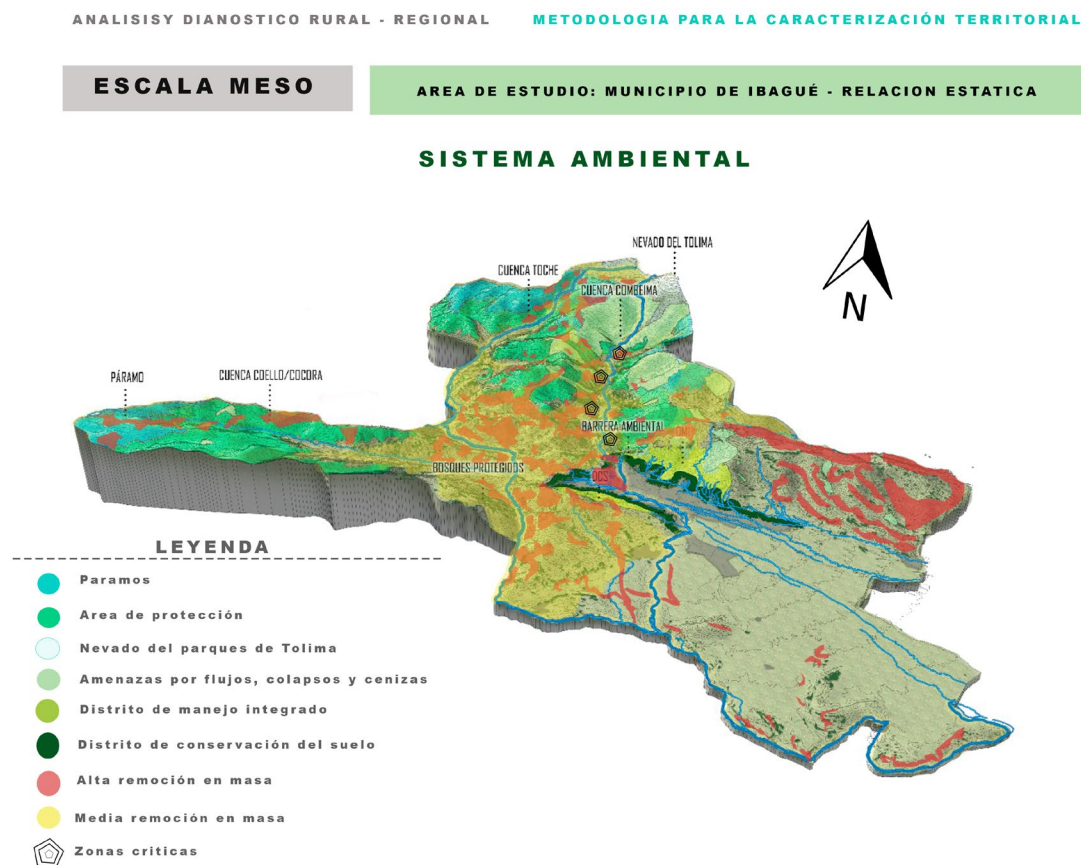 ANALISISY DIANOSTICO RURAL - REGIONAL
METODOLOGIA PARA LA CARACTERIZACIÓN TERRITORIAL
ESCALA MESO
AREA DE ESTUDIO: MUNICIPIO DE IBAGUÉ - RELACION ESTATICA
SISTEMA AMBIENTAL
NEVADO DEL TOLIMA
CUENCA TOCHE
CUENCA COMBEIMA
N
PÁRAMO
CUENCA COELLO/COCORA
BARRERA AMBIENTAL
DMI
BOSQUES PROTEGIDOS
DCS
LEYENDA
Paramos
Area de protección
Nevado del parques de Tolima
Amenazas por flujos, colapsos y cenizas
Distrito de manejo integrado
Distrito de conservación del suelo
Alta remoción en masa
Media remoción en masa
Zonas criticas